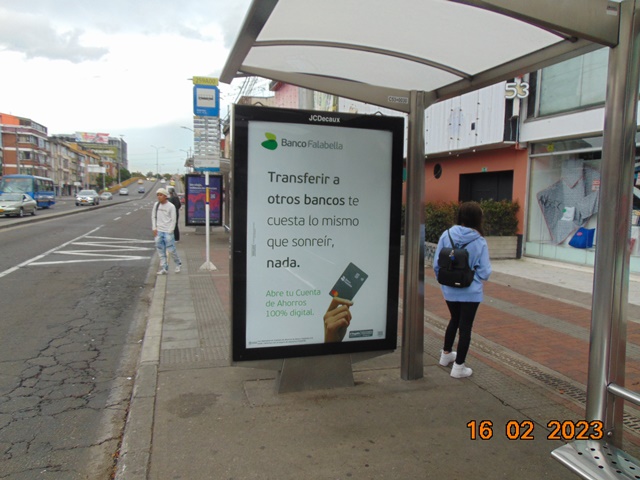 53
JCDecaux
Banco Falabella
Transferir a
otros bancos te
cuesta lo mismo
que sonreír,
nada.
Abre tu Cuenta
de Ahorros
100% digital.
16 02 2023